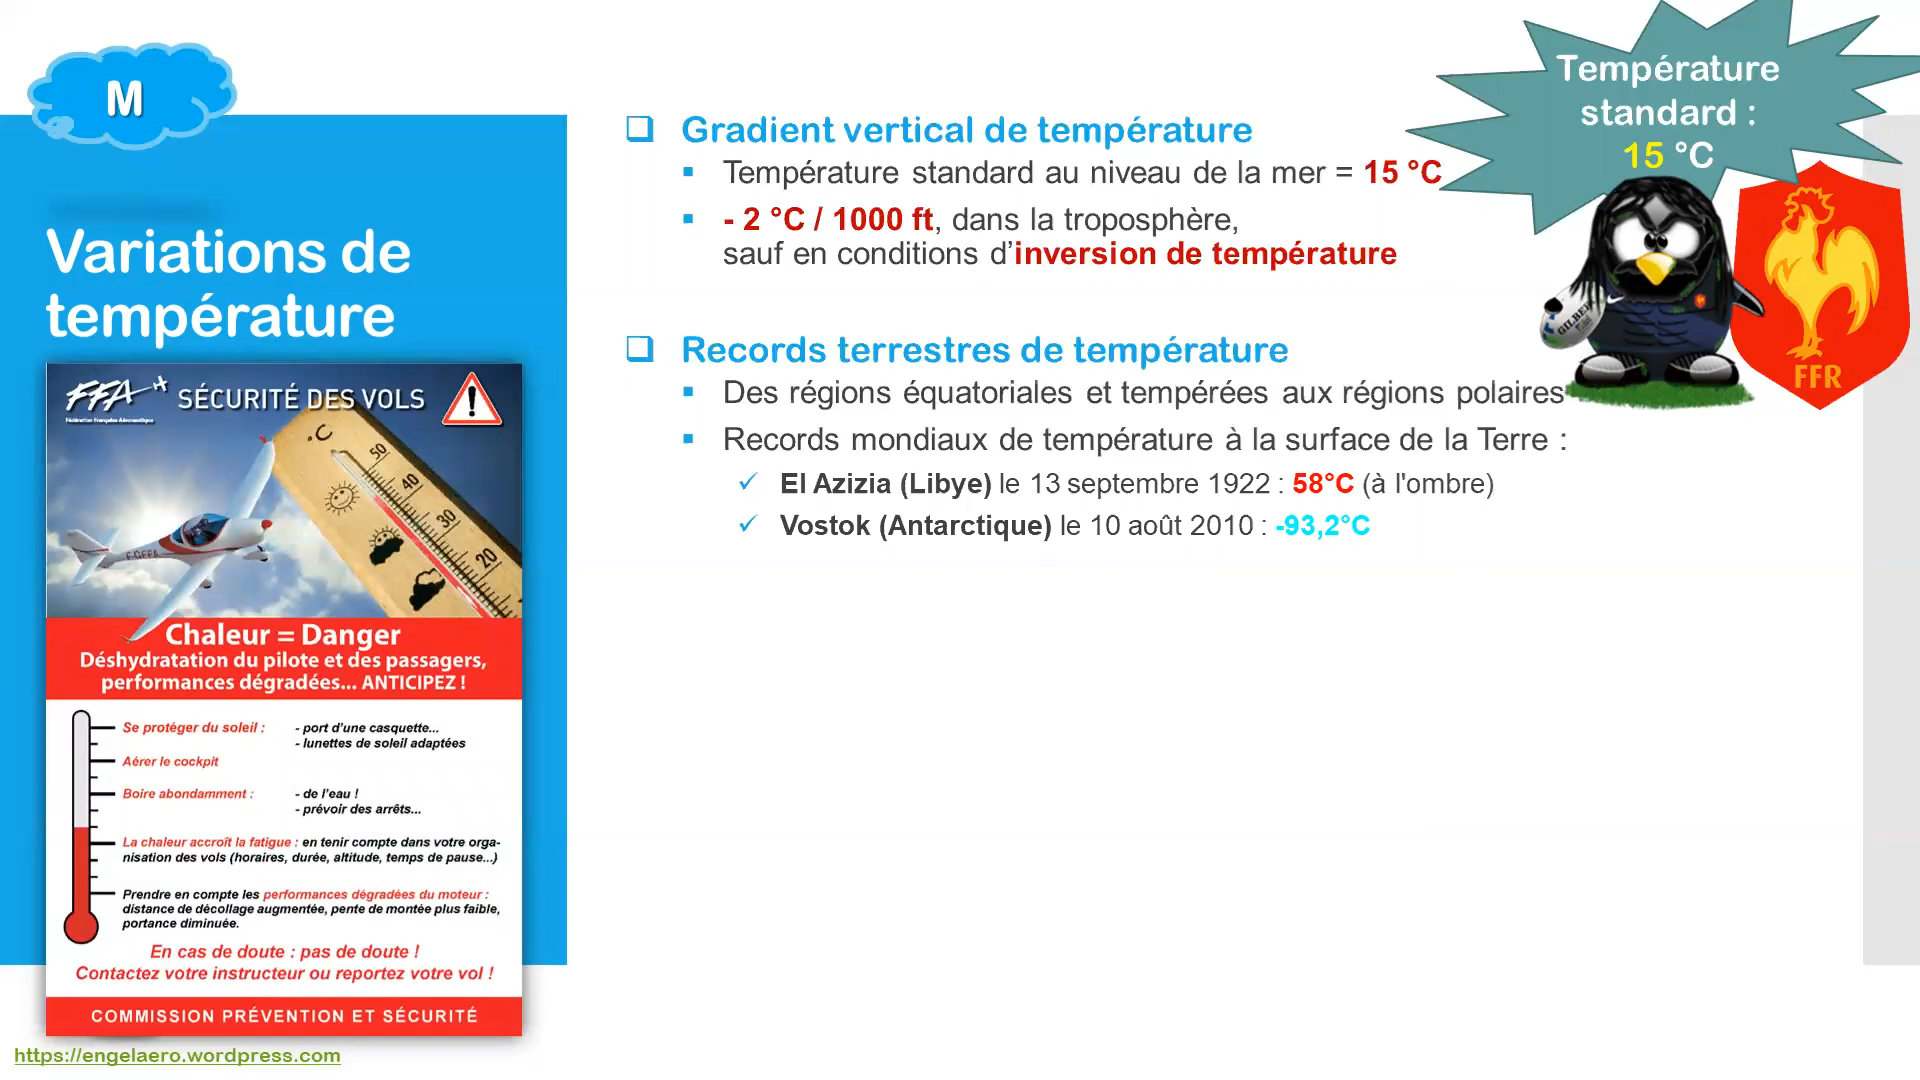 M
Variations de
température
FFA
Fédération Française Aéronautique
SÉCURITÉ DES VOLS
°C
50
40
30
20
F-GFFA
Chaleur = Danger
Déshydratation du pilote et des passagers,
performances dégradées... ANTICIPEZ !
Se protéger du soleil : - port d'une casquette...
- lunettes de soleil adaptées
Aérer le cockpit
Boire abondamment : - de l'eau !
- prévoir des arrêts...
La chaleur accroît la fatigue : en tenir compte dans votre orga-
nisation des vols (horaires, durée, altitude, temps de pause...)
Prendre en compte les performances dégradées du moteur :
distance de décollage augmentée, pente de montée plus faible,
portance diminuée.
En cas de doute : pas de doute !
Contactez votre instructeur ou reportez votre vol !
COMMISSION PRÉVENTION ET SÉCURITÉ
https://engelaero.wordpress.com
Gradient vertical de température
Température standard au niveau de la mer = 15 °C
- 2 °C / 1000 ft, dans la troposphère,
sauf en conditions d'inversion de température
Records terrestres de température
Des régions équatoriales et tempérées aux régions polaires
Records mondiaux de température à la surface de la Terre :
El Azizia (Libye) le 13 septembre 1922 : 58°C (à l'ombre)
Vostok (Antarctique) le 10 août 2010 : -93,2°C
Température
standard :
15 °C
GILBERT
FFR